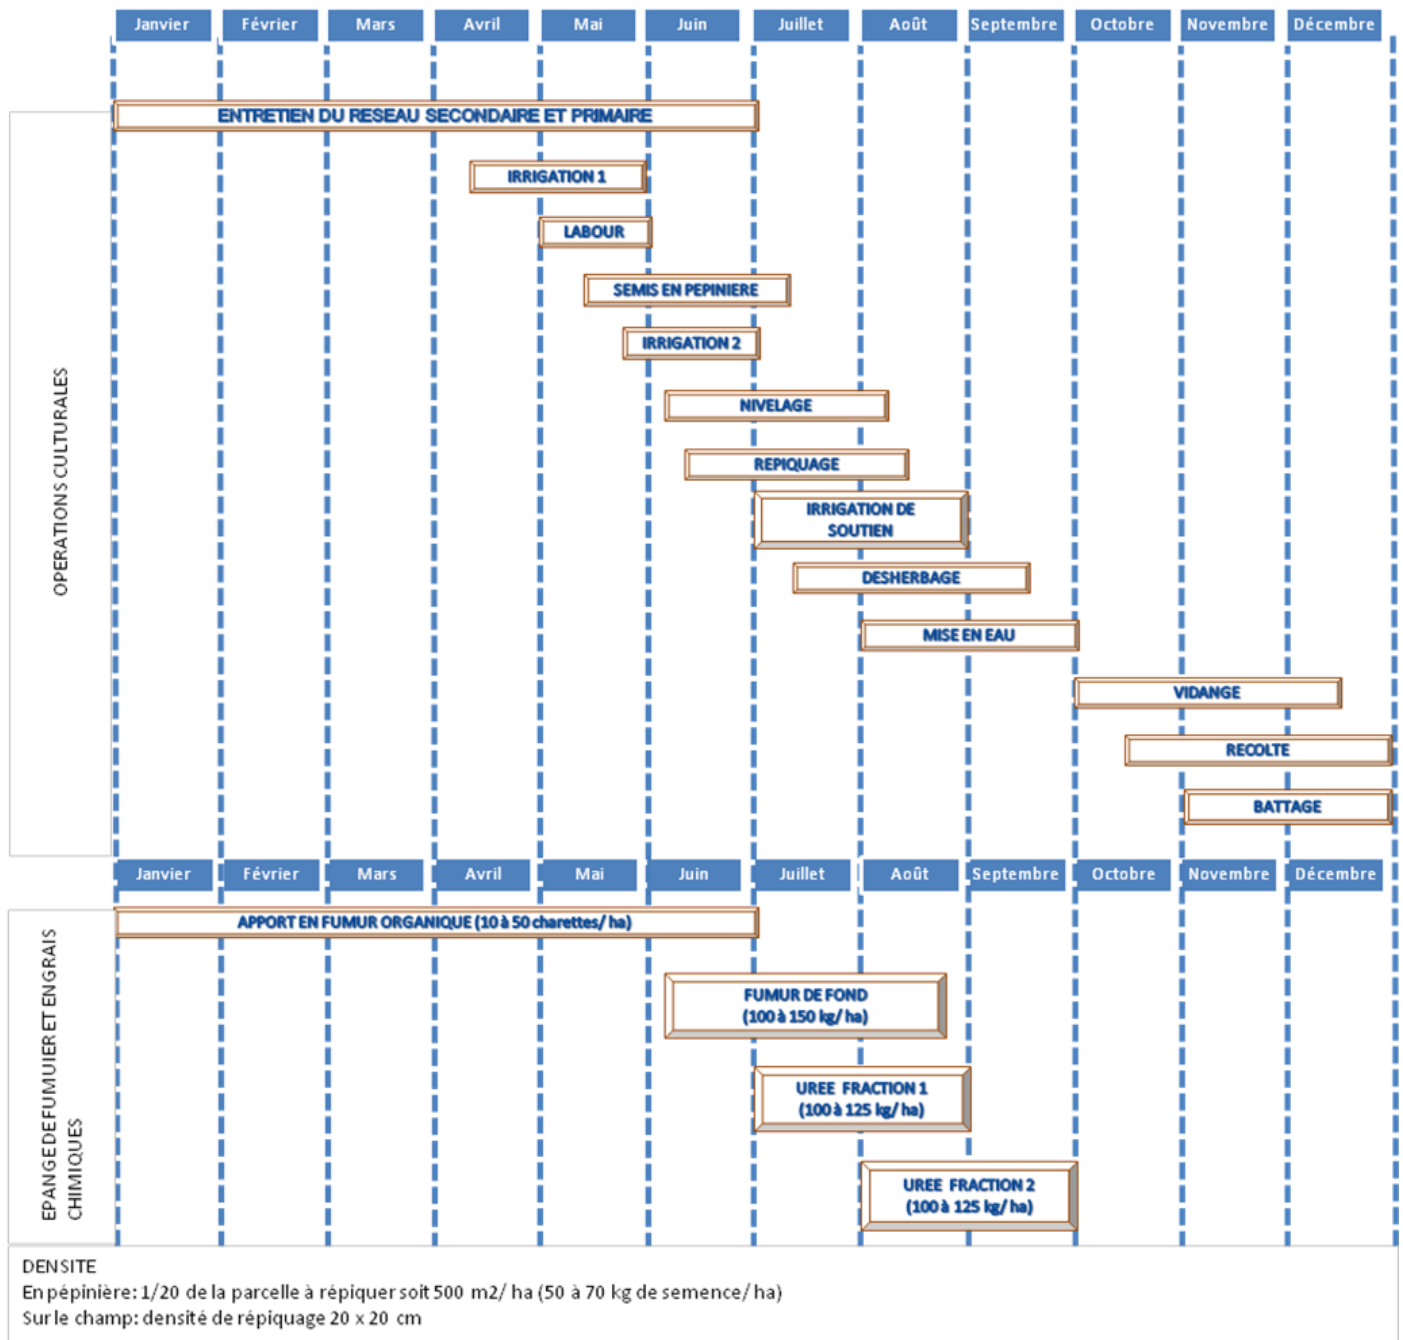 Janvier Février Mars Avril Mai Juin Juillet Août Septembre Octobre Novembre Décembre
OPERATIONS CULTURALES
ENTRETIEN DU RESEAU SECONDAIRE ET PRIMAIRE
IRRIGATION 1
LABOUR
SEMIS EN PEPINIERE
IRRIGATION 2
NIVELAGE
REPIQUAGE
IRRIGATION DE
SOUTIEN
DESHERBAGE
MISE EN EAU
VIDANGE
RECOLTE
BATTAGE
Janvier Février Mars Avril Mai Juin Juillet Août Septembre Octobre Novembre Décembre
EPANGE DE FUMUIER ET ENGRAIS
CHIMIQUES
APPORT EN FUMUR ORGANIQUE (10 à 50 charettes/ ha)
FUMUR DE FOND
(100 à 150 kg/ ha)
UREE FRACTION 1
(100 à 125 kg/ ha)
UREE FRACTION 2
(100 à 125 kg/ ha)
DENSITE
En pépinière: 1/20 de la parcelle à répiquer soit 500 m2/ ha (50 à 70 kg de semence/ ha)
Sur le champ: densité de répiquage 20 x 20 cm